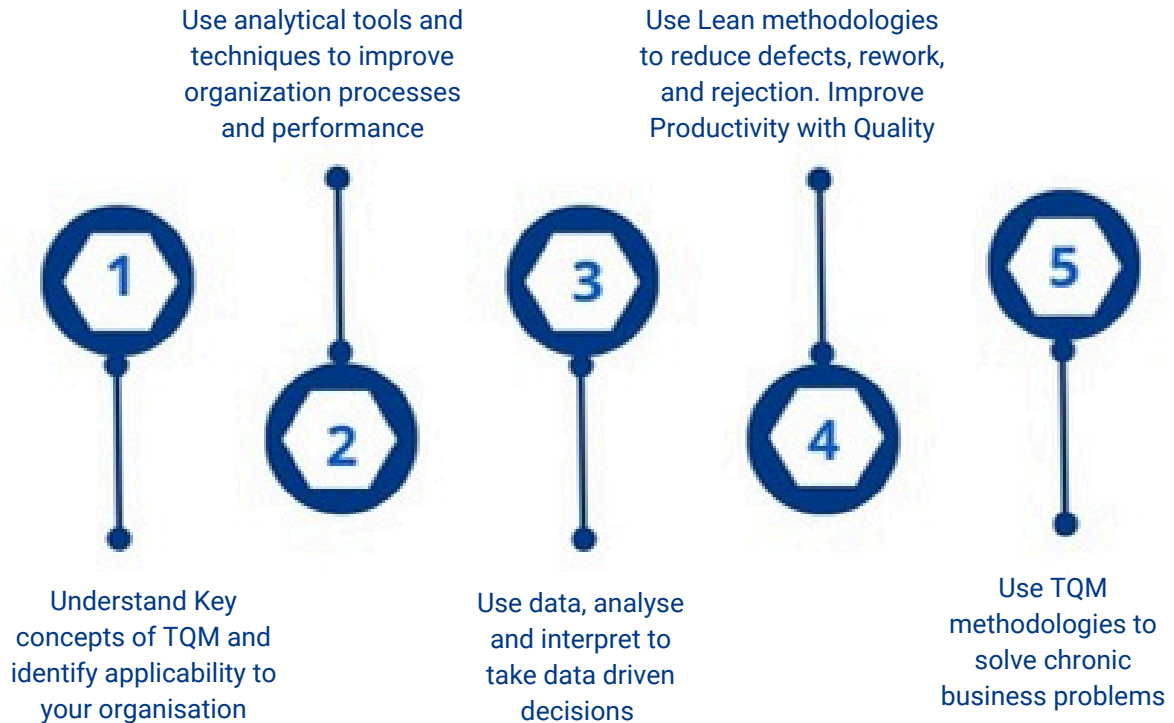 Use analytical tools and
techniques to improve
organization processes
and performance
Use Lean methodologies
to reduce defects, rework,
and rejection. Improve
Productivity with Quality
1
2
3
4
5
Understand Key
concepts of TQM and
identify applicability to
your organisation
Use data, analyse
and interpret to
take data driven
decisions
Use TQM
methodologies to
solve chronic
business problems